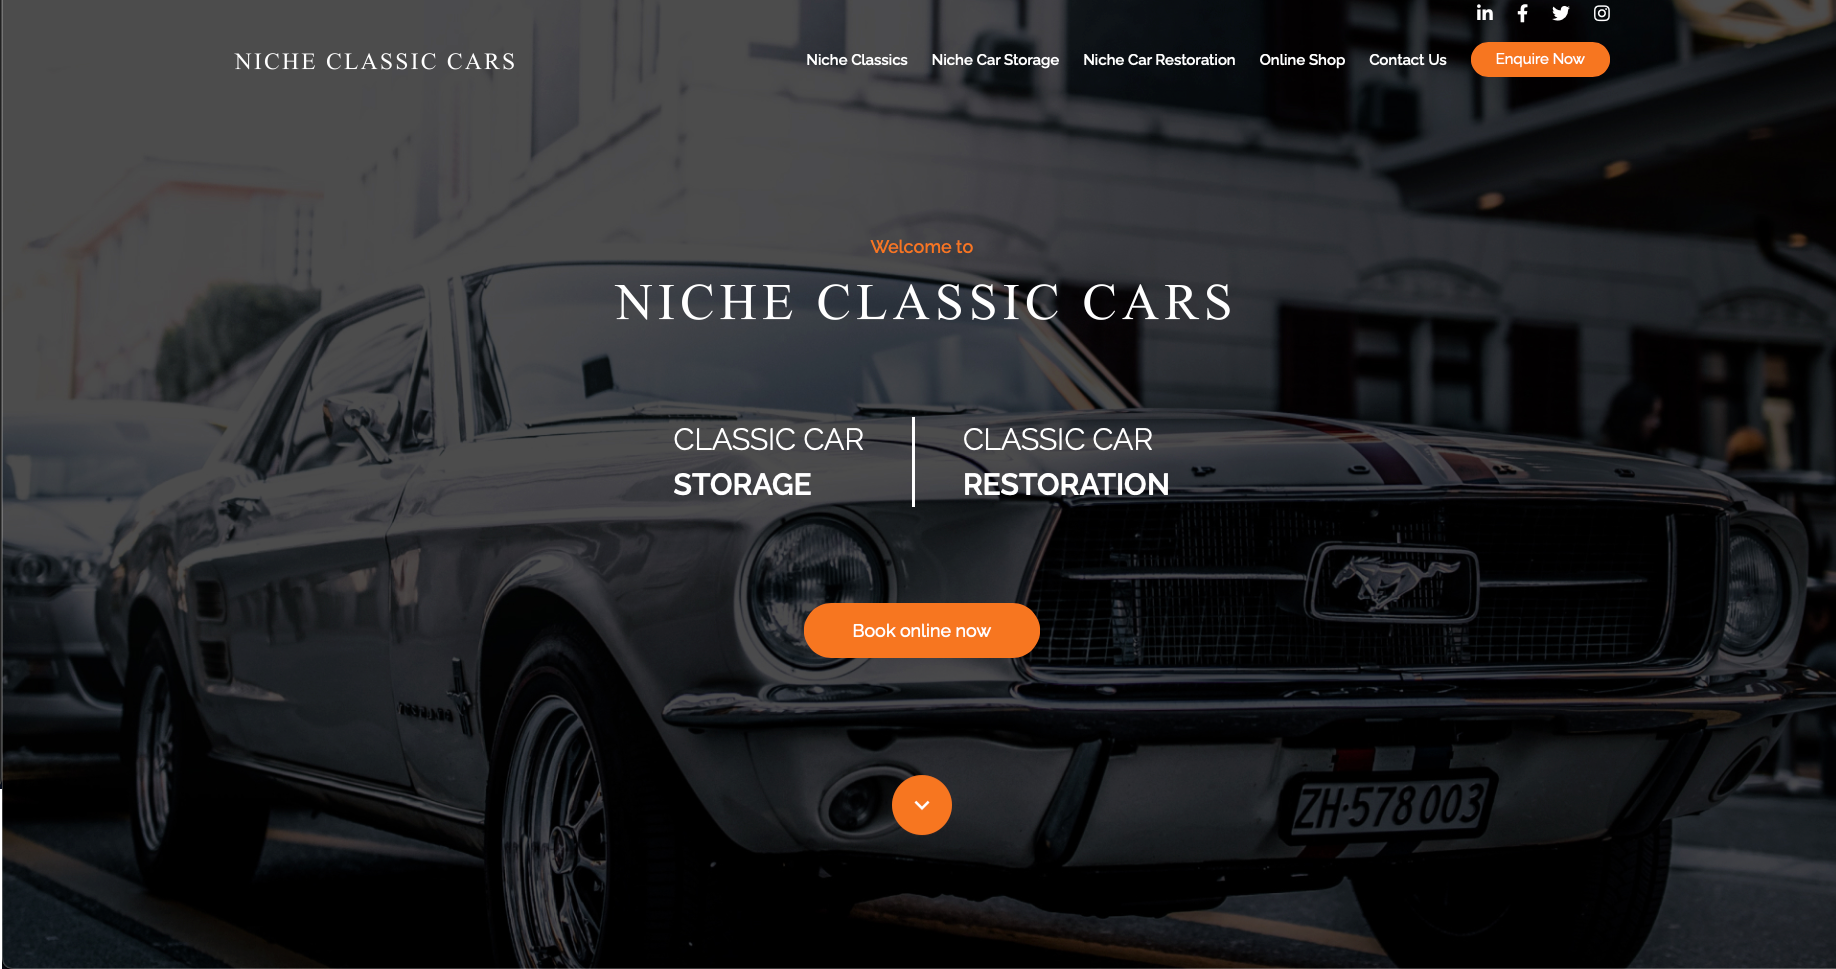 NICHE CLASSIC CARS
Niche Classics Niche Car Storage Niche Car Restoration Online Shop Contact Us Enquire Now
Welcome to
NICHE CLASSIC CARS
CLASSIC CAR
STORAGE
CLASSIC CAR
RESTORATION
Book online now
MUSTANG
ZH·578 003